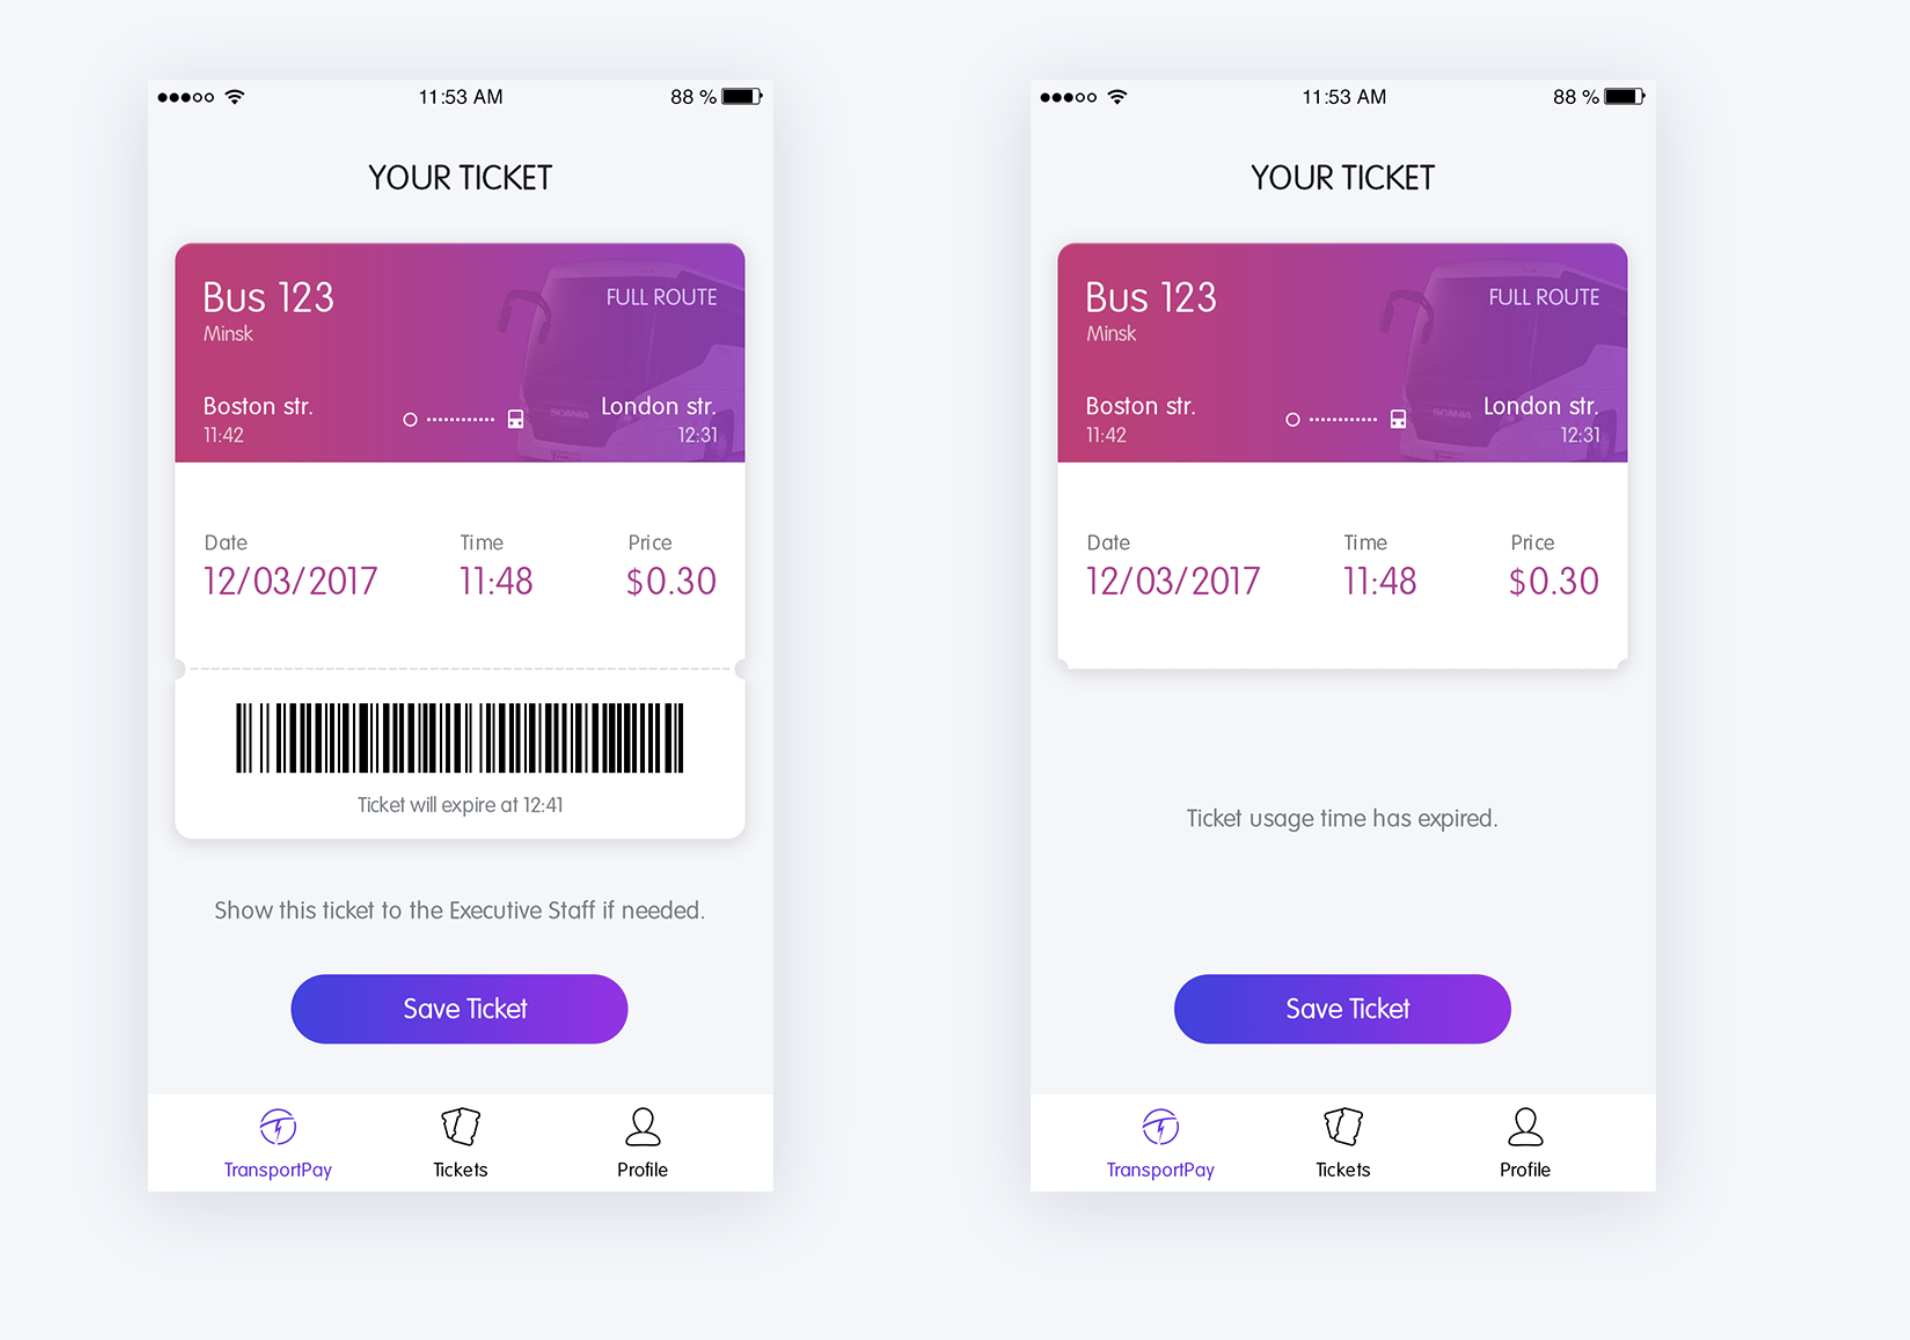 11:53 AM
88 %
YOUR TICKET
Bus 123
FULL ROUTE
Minsk
Boston str.
London str.
SCANIA
11:42
12:31
Date
Time
Price
12/03/2017
11:48
$0.30
Ticket will expire at 12:41
Show this ticket to the Executive Staff if needed.
Save Ticket
TransportPay
Tickets
Profile
11:53 AM
88 %
YOUR TICKET
Bus 123
FULL ROUTE
Minsk
Boston str.
London str.
SCANIA
11:42
12:31
Date
Time
Price
12/03/2017
11:48
$0.30
Ticket usage time has expired.
Save Ticket
TransportPay
Tickets
Profile